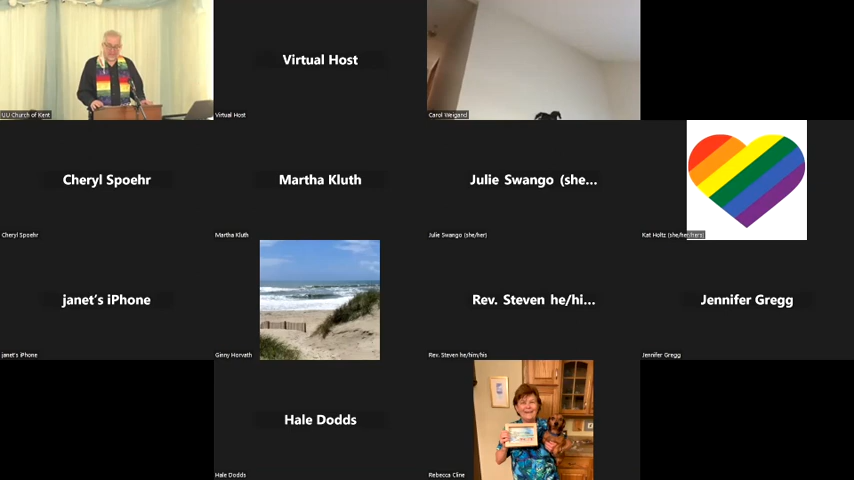 UU Church of Kent
Virtual Host
Virtual Host
Carol Weigand
Cheryl Spoehr
Cheryl Spoehr
Martha Kluth
Martha Kluth
Julie Swango (she...
Julie Swango (she/her)
Kat Holtz (she/her/hers)
janet's iPhone
janet's iPhone
Ginny Horvath
Rev. Steven he/hi...
Rev. Steven he/him/his
Jennifer Gregg
Jennifer Gregg
Hale Dodds
Hale Dodds
Rebecca Cline